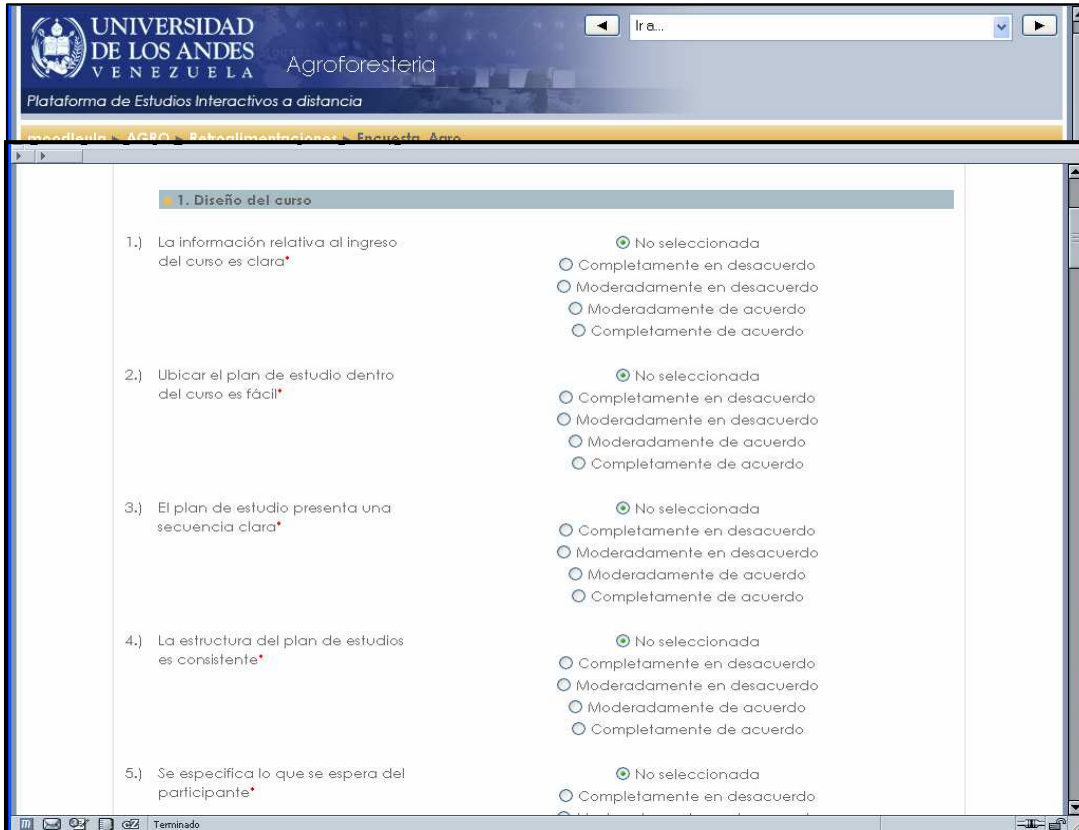 UNIVERSIDAD
DE LOS ANDES
VENEZUELA
Agroforesteria
Ir a...
Plataforma de Estudios Interactivos a distancia
moodleula ► AGRO ► Retroalimentaciones ► Encuesta_Agro
1. Diseño del curso
1.) La información relativa al ingreso
del curso es clara*
No seleccionada
Completamente en desacuerdo
Moderadamente en desacuerdo
Moderadamente de acuerdo
Completamente de acuerdo
2.) Ubicar el plan de estudio dentro
del curso es fácil*
No seleccionada
Completamente en desacuerdo
Moderadamente en desacuerdo
Moderadamente de acuerdo
Completamente de acuerdo
3.) El plan de estudio presenta una
secuencia clara*
No seleccionada
Completamente en desacuerdo
Moderadamente en desacuerdo
Moderadamente de acuerdo
Completamente de acuerdo
4.) La estructura del plan de estudios
es consistente*
No seleccionada
Completamente en desacuerdo
Moderadamente en desacuerdo
Moderadamente de acuerdo
Completamente de acuerdo
5.) Se especifica lo que se espera del
participante*
No seleccionada
Completamente en desacuerdo
Terminado